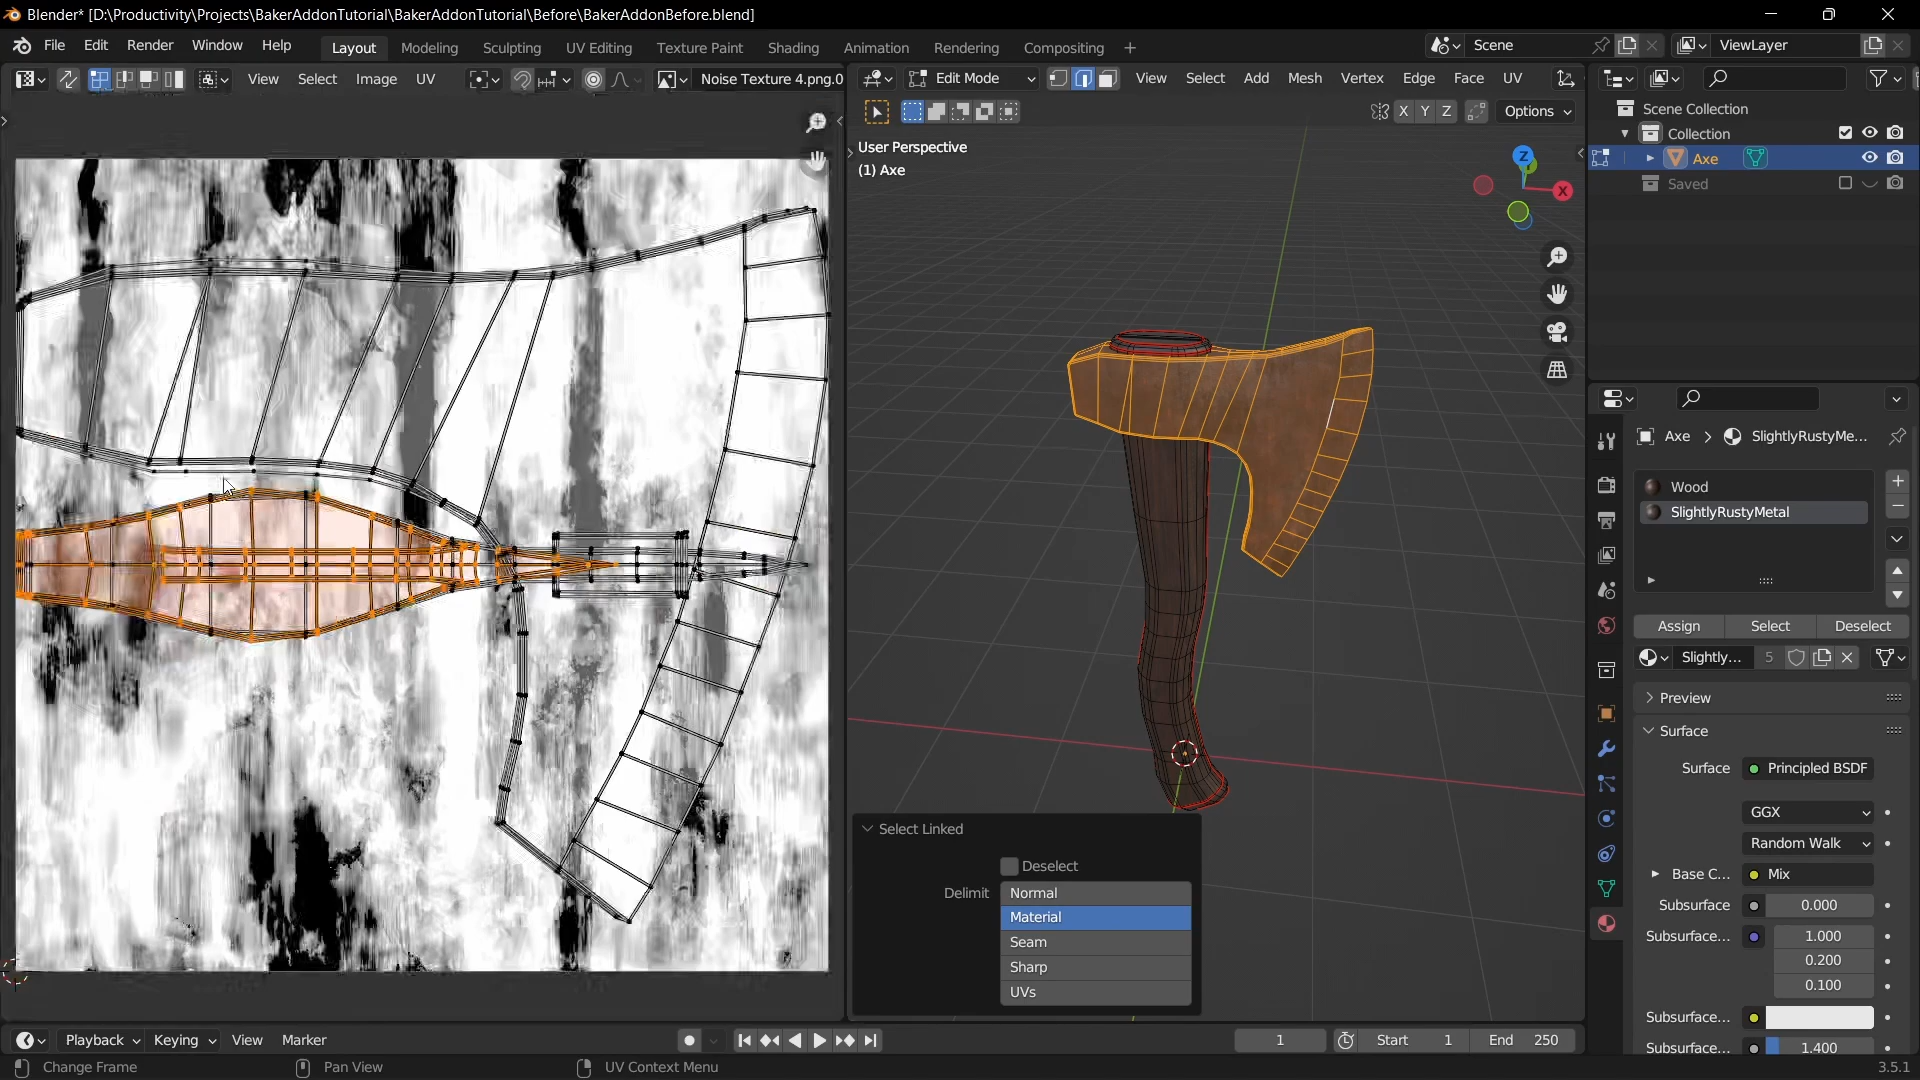 Blender* [D:\Productivity\Projects\BakerAddonTutorial\BakerAddonTutorial\Before\BakerAddonBefore.blend]
File Edit Render Window Help Layout Modeling Sculpting UV Editing Texture Paint Shading Animation Rendering Compositing + Scene ViewLayer
View Select Image UV Noise Texture 4.png.0
Edit Mode View Select Add Mesh Vertex Edge Face UV
X Y Z Options
User Perspective
(1) Axe
Z
X
Scene Collection
Collection
Axe
Saved
Axe > SlightlyRustyMe...
Wood
SlightlyRustyMetal
Assign Select Deselect
Slightly... 5
Preview
Surface
Surface Principled BSDF
GGX
Random Walk
Base C... Mix
Subsurface 0.000
Subsurface... 1.000
0.200
0.100
Subsurface...
Subsurface... 1.400
Select Linked
Deselect
Delimit Normal
Material
Seam
Sharp
UVs
Playback Keying View Marker 1 Start 1 End 250
Change Frame Pan View UV Context Menu 3.5.1